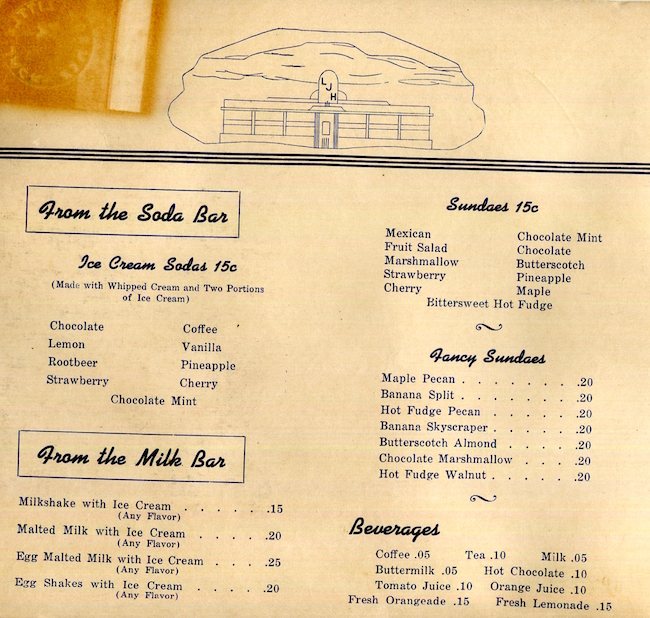 LJH
From the Soda Bar
Ice Cream Sodas 15c
(Made with Whipped Cream and Two Portions
of Ice Cream)
Chocolate Coffee
Lemon Vanilla
Rootbeer Pineapple
Strawberry Cherry
Chocolate Mint
From the Milk Bar
Milkshake with Ice Cream . . . . . .15
(Any Flavor)
Malted Milk with Ice Cream . . . . .20
(Any Flavor)
Egg Malted Milk with Ice Cream . . . . .25
(Any Flavor)
Egg Shakes with Ice Cream . . . . .20
(Any Flavor)
Sundaes 15c
Mexican Chocolate Mint
Fruit Salad Chocolate
Marshmallow Butterscotch
Strawberry Pineapple
Cherry Maple
Bittersweet Hot Fudge
Fancy Sundaes
Maple Pecan . . . . . . . .20
Banana Split . . . . . . . .20
Hot Fudge Pecan . . . . . . .20
Banana Skyscraper . . . . . .20
Butterscotch Almond . . . . .20
Chocolate Marshmallow . . . . .20
Hot Fudge Walnut . . . . . . .20
Beverages
Coffee .05 Tea .10 Milk .05
Buttermilk .05 Hot Chocolate .10
Tomato Juice .10 Orange Juice .10
Fresh Orangeade .15 Fresh Lemonade .15